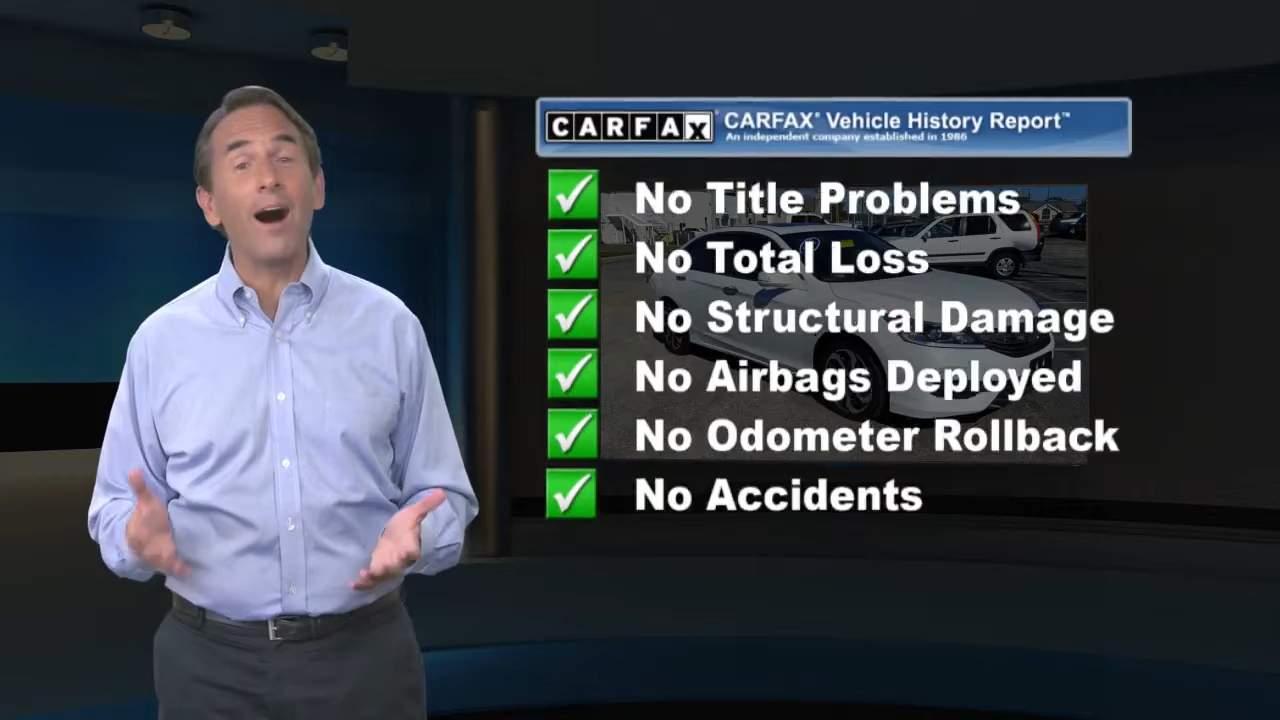 CARFAX
CARFAX® Vehicle History Report™
An independent company established in 1986
No Title Problems
No Total Loss
No Structural Damage
No Airbags Deployed
No Odometer Rollback
No Accidents